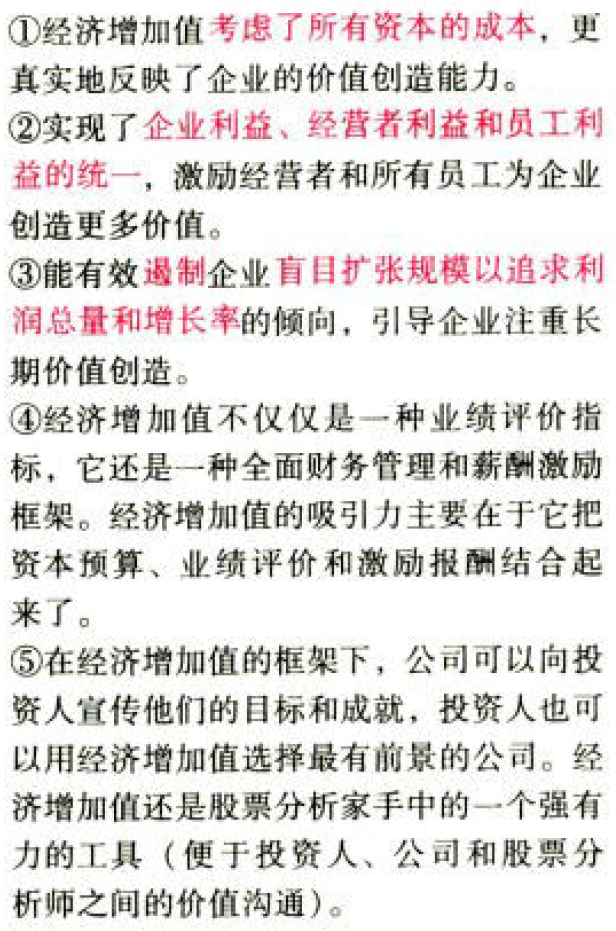 ①经济增加值考虑了所有资本的成本，更
真实地反映了企业的价值创造能力。
②实现了企业利益、经营者利益和员工利
益的统一，激励经营者和所有员工为企业
创造更多价值。
③能有效遏制企业盲目扩张规模以追求利
润总量和增长率的倾向，引导企业注重长
期价值创造。
④经济增加值不仅仅是一种业绩评价指
标，它还是一种全面财务管理和薪酬激励
框架。经济增加值的吸引力主要在于它把
资本预算、业绩评价和激励报酬结合起
来了。
⑤在经济增加值的框架下，公司可以向投
资人宣传他们的目标和成就，投资人也可
以用经济增加值选择最有前景的公司。经
济增加值还是股票分析家手中的一个强有
力的工具（便于投资人、公司和股票分
析师之间的价值沟通）。